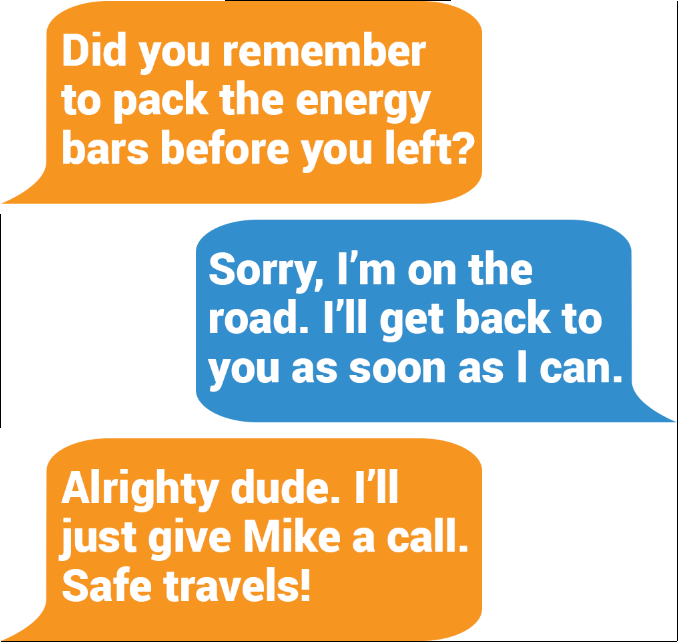 Did you remember
to pack the energy
bars before you left?
Sorry, I’m on the
road. I’ll get back to
you as soon as I can.
Alrighty dude. I’ll
just give Mike a call.
Safe travels!